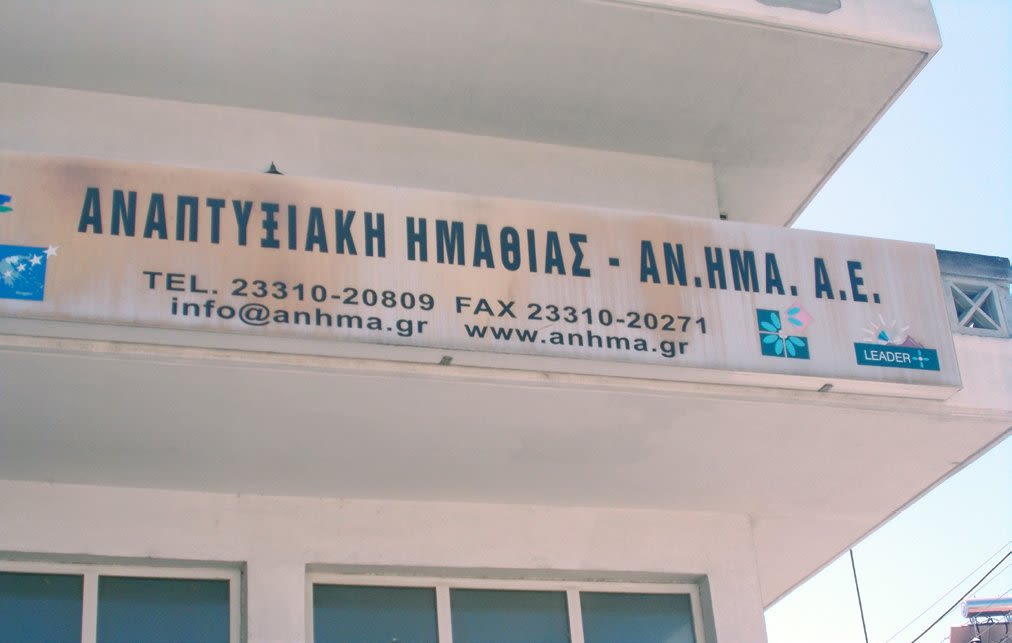 ΑΝΑΠΤΥΞΙΑΚΗ ΗΜΑΘΙΑΣ - ΑΝ.ΗΜΑ. Α.Ε.
TEL. 23310-20809 FAX 23310-20271
info@anhma.gr www.anhma.gr
LEADER+